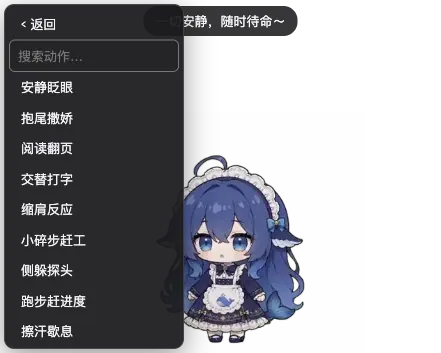 < 返回
一切安静，随时待命～
搜索动作...
安静眨眼
抱尾撒娇
阅读翻页
交替打字
缩肩反应
小碎步赶工
侧躲探头
跑步赶进度
擦汗歇息